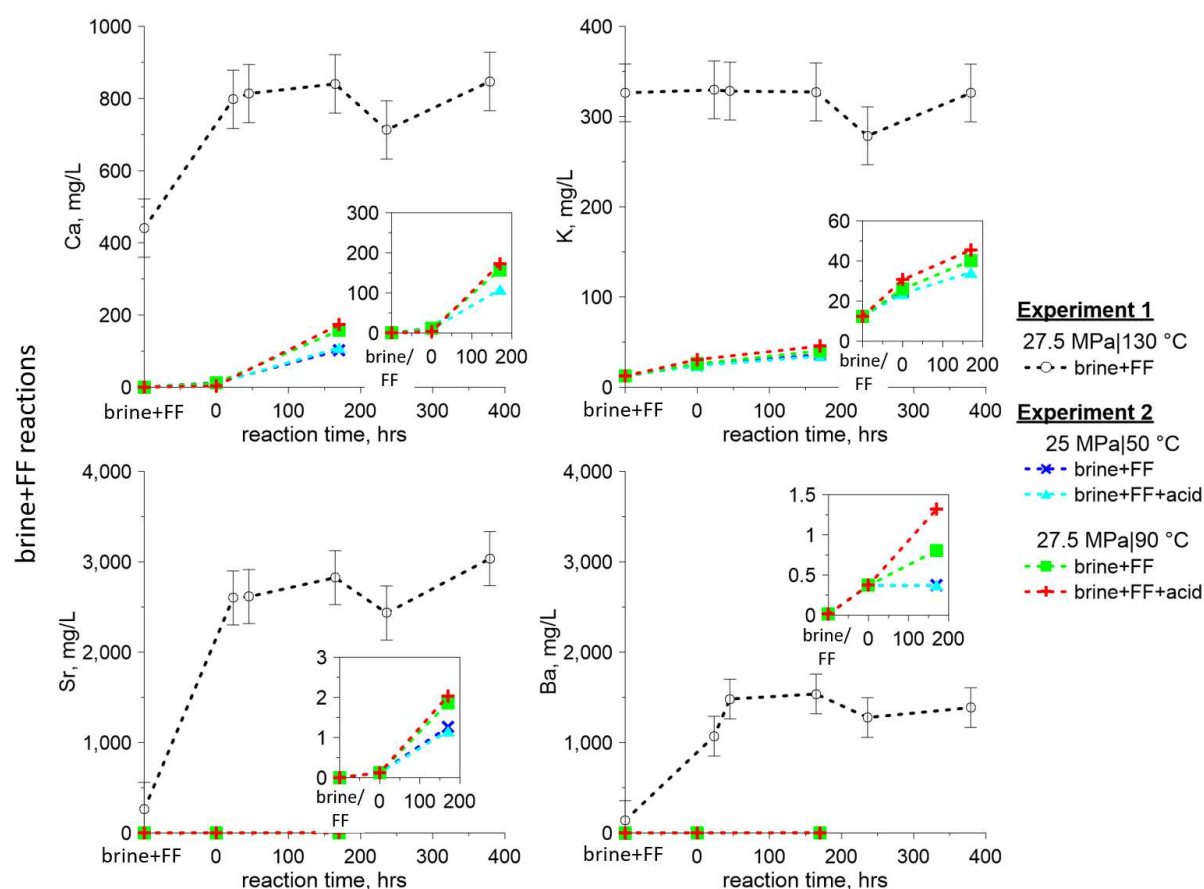 brine+FF reactions
1000
800
600
400
200
0
Ca, mg/L
brine+FF 0 100 200 300 400
reaction time, hrs
300
200
100
0
brine/
FF
0 100 200
400
300
200
100
0
K, mg/L
brine+FF 0 100 200 300 400
reaction time, hrs
60
40
20
0
brine/
FF
0 100 200
Experiment 1
27.5 MPa|130 °C
brine+FF
Experiment 2
25 MPa|50 °C
brine+FF
brine+FF+acid
27.5 MPa|90 °C
brine+FF
brine+FF+acid
4,000
3,000
2,000
1,000
0
Sr, mg/L
brine+FF 0 100 200 300 400
reaction time, hrs
3
2
1
0
brine/
FF
0 100 200
4,000
3,000
2,000
1,000
0
Ba, mg/L
brine+FF 0 100 200 300 400
reaction time, hrs
1.5
1
0.5
0
brine/
FF
0 100 200